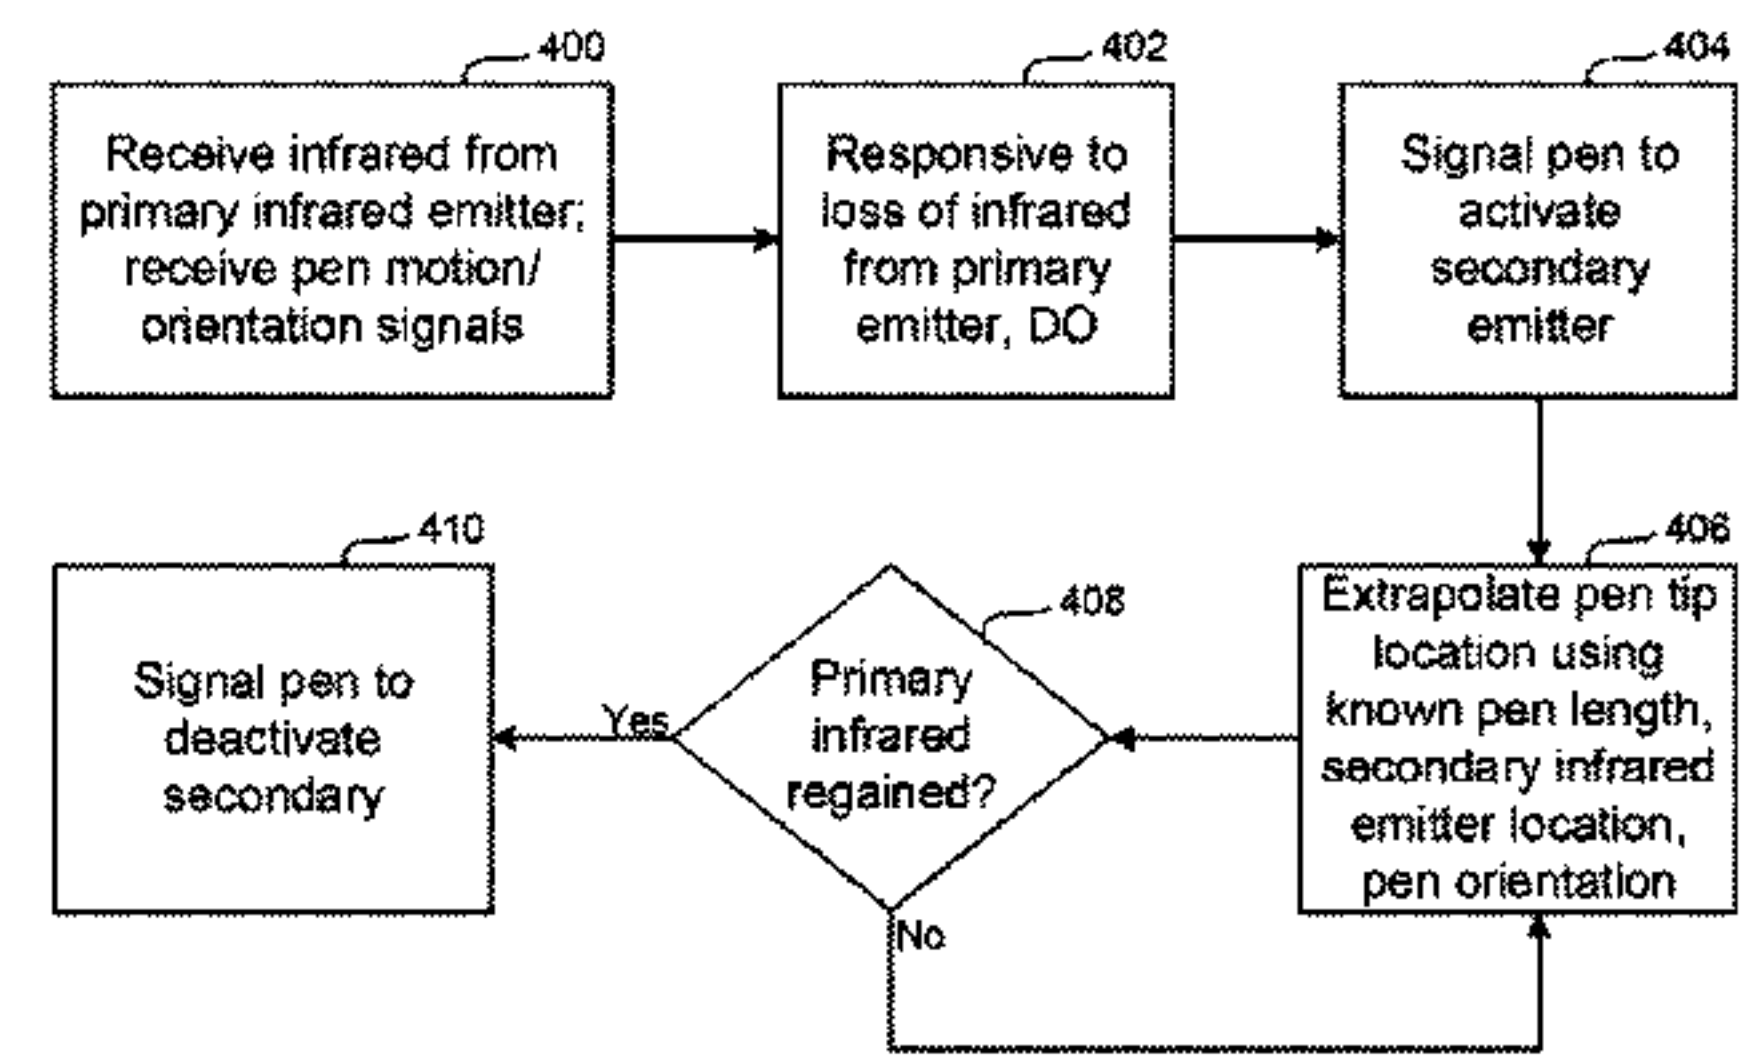 400
Receive infrared from
primary infrared emitter;
receive pen motion/
orientation signals
402
Responsive to
loss of infrared
from primary
emitter, DO
404
Signal pen to
activate
secondary
emitter
406
Extrapolate pen tip
location using
known pen length,
secondary infrared
emitter location,
pen orientation
408
Primary
infrared
regained?
Yes
No
410
Signal pen to
deactivate
secondary